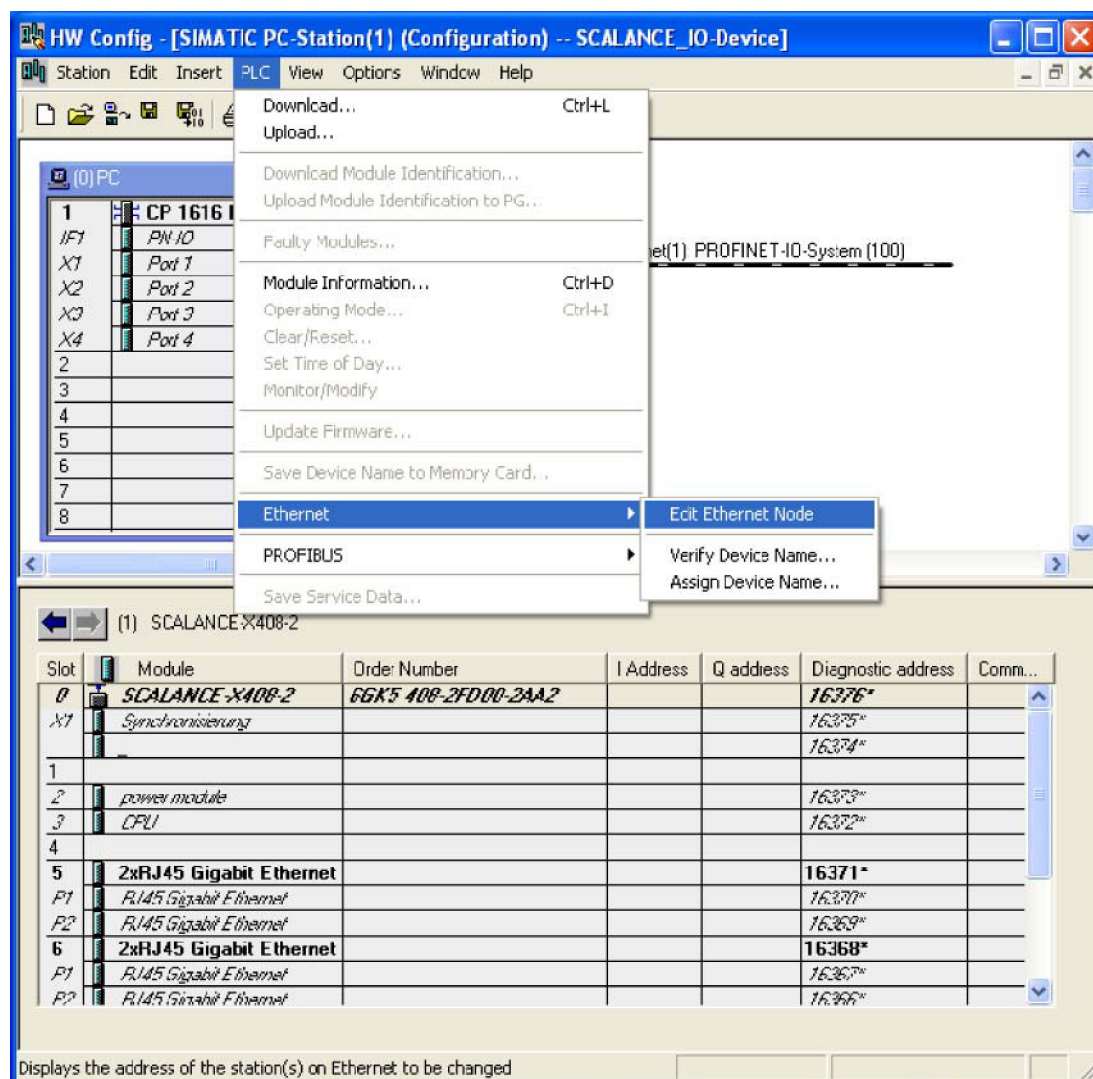 HW Config - [SIMATIC PC-Station(1) (Configuration) -- SCALANCE_IO-Device]
Station Edit Insert PLC View Options Window Help
Download... Ctrl+L
Upload...
Download Module Identification...
Upload Module Identification to PG...
Faulty Modules...
Module Information... Ctrl+D
Operating Mode... Ctrl+I
Clear/Reset...
Set Time of Day...
Monitor/Modify
Update Firmware...
Save Device Name to Memory Card...
Ethernet
PROFIBUS
Save Service Data...
Edit Ethernet Node
Verify Device Name...
Assign Device Name...
(0) PC
1 CP 1616
IF1 PN-IO
X1 Port 1
X2 Port 2
X3 Port 3
X4 Port 4
2
3
4
5
6
7
8
net(1): PROFINET-IO-System (100)
(1) SCALANCE-X408-2
Slot Module Order Number I Address Q address Diagnostic address Comm...
0 SCALANCE-X408-2 6GK5 408-2FD00-2AA2 16376*
X1 Synchronisierung 16375*
16374*
1
2 power module 16373*
3 CPU 16372*
4
5 2xRJ45 Gigabit Ethernet 16371*
P1 RJ45 Gigabit Ethernet 16370*
P2 RJ45 Gigabit Ethernet 16369*
6 2xRJ45 Gigabit Ethernet 16368*
P1 RJ45 Gigabit Ethernet 16367*
P2 RJ45 Gigabit Ethernet 16366*
Displays the address of the station(s) on Ethernet to be changed